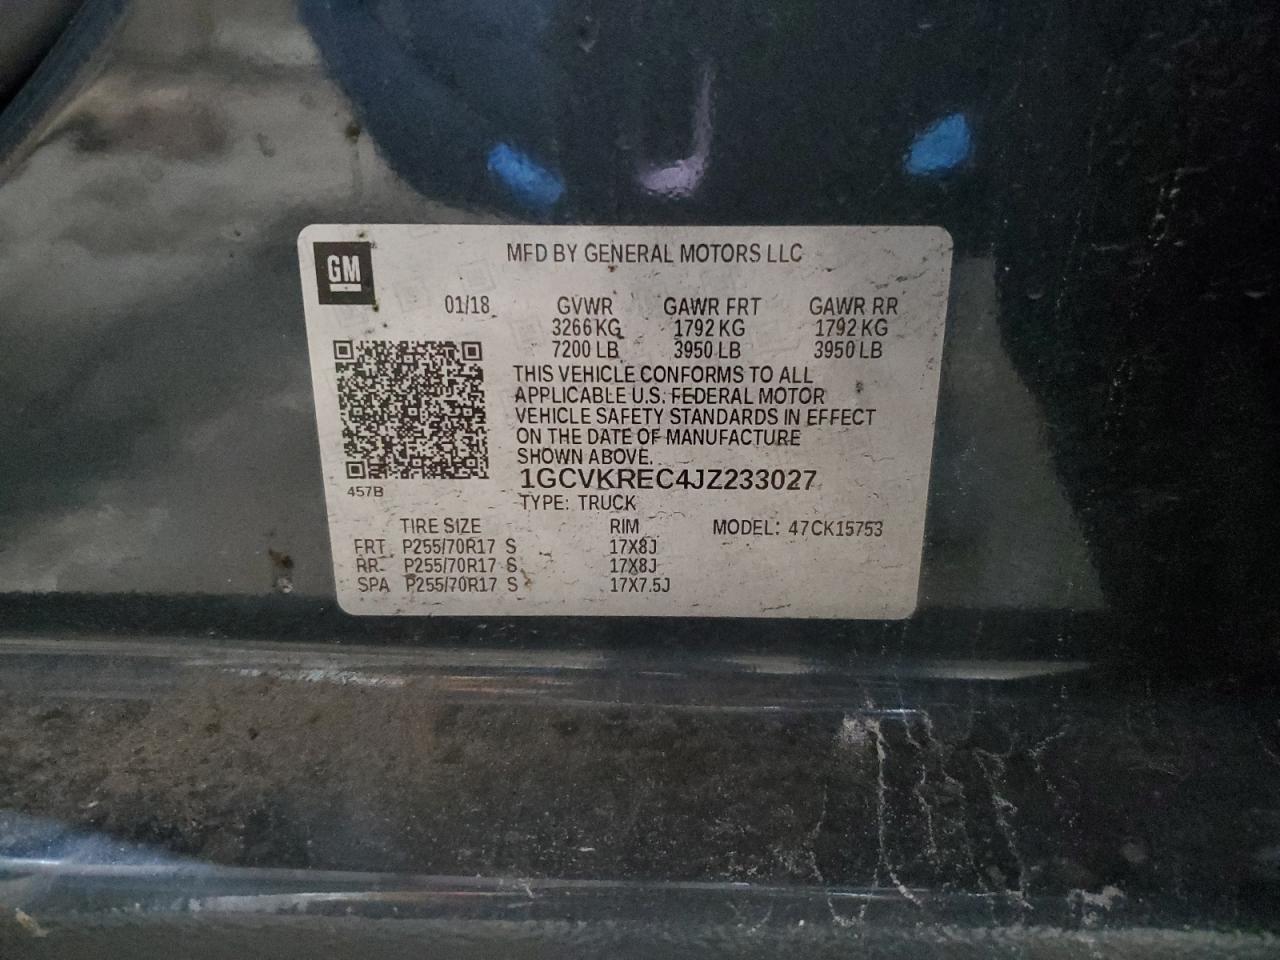 GM
MFD BY GENERAL MOTORS LLC
01/18 GVWR GAWR FRT GAWR RR
3266 KG 1792 KG 1792 KG
7200 LB 3950 LB 3950 LB
THIS VEHICLE CONFORMS TO ALL
APPLICABLE U.S. FEDERAL MOTOR
VEHICLE SAFETY STANDARDS IN EFFECT
ON THE DATE OF MANUFACTURE
SHOWN ABOVE.
1GCVKREC4JZ233027
457B
TYPE: TRUCK
TIRE SIZE RIM MODEL: 47CK15753
FRT P255/70R17 S 17X8J
RR P255/70R17 S 17X8J
SPA P255/70R17 S 17X7.5J